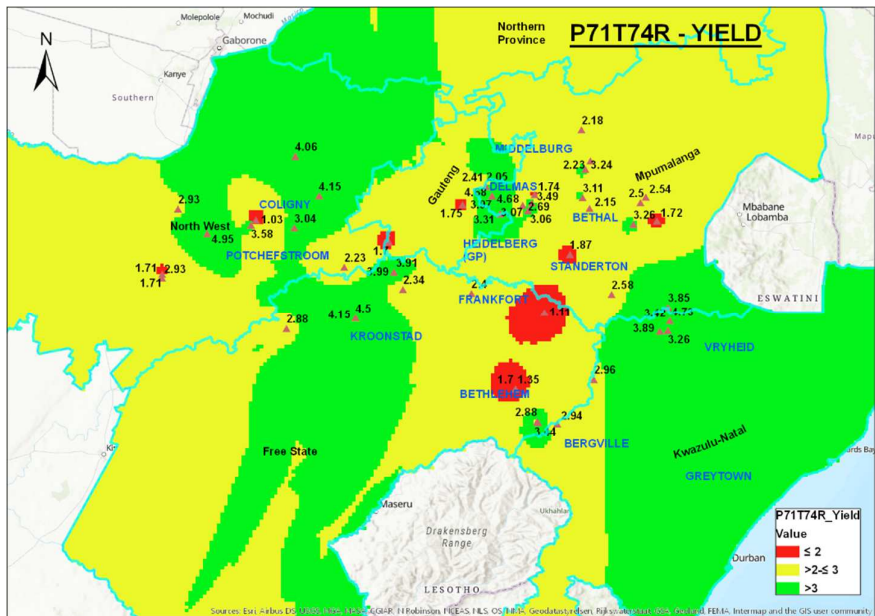 P71T74R - YIELD
Northern
Province
N
Molepolole
Mochudi
Gaborone
Kanye
Southern
2.18
MIDDELBURG
4.06
2.23
3.24
Mpumalanga
Gauteng
2.41
2.05
4.15
DELMAS
1.74
3.49
4.68
3.11
2.5
2.54
2.93
COLIGNY
1.75
2.69
2.15
Mbabane
Lobamba
1.03
3.31
3.06
BETHAL
3.26
1.72
North West
3.04
3.58
4.95
HEIDELBERG
(GP)
1.87
POTCHEFSTROOM
STANDERTON
2.23
3.91
1.71
2.93
3.99
1.71
2.34
2.4
2.58
ESWATINI
FRANKFORT
3.85
4.15
4.5
1.11
2.88
KROONSTAD
3.89
3.26
VRYHEID
2.96
1.7
1.35
BETHLEHEM
2.88
2.94
BERGVILLE
Kwazulu-Natal
Free State
GREYTOWN
Maseru
Drakensberg
Range
LESOTHO
Durban
P71T74R_Yield
Value
≤ 2
>2-≤ 3
>3